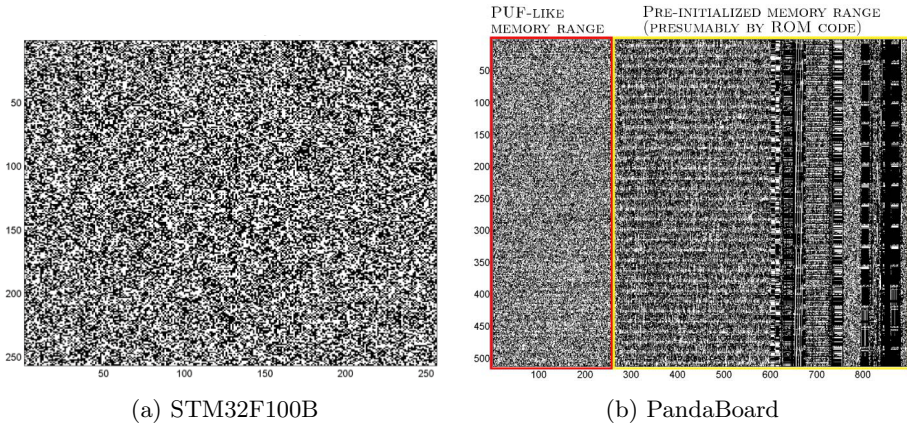 PUF-LIKE
MEMORY RANGE
PRE-INITIALIZED MEMORY RANGE
(PRESUMABLY BY ROM CODE)
50
100
150
200
250
50 100 150 200 250
50
100
150
200
250
300
350
400
450
500
100 200 300 400 500 600 700 800
(a) STM32F100B
(b) PandaBoard